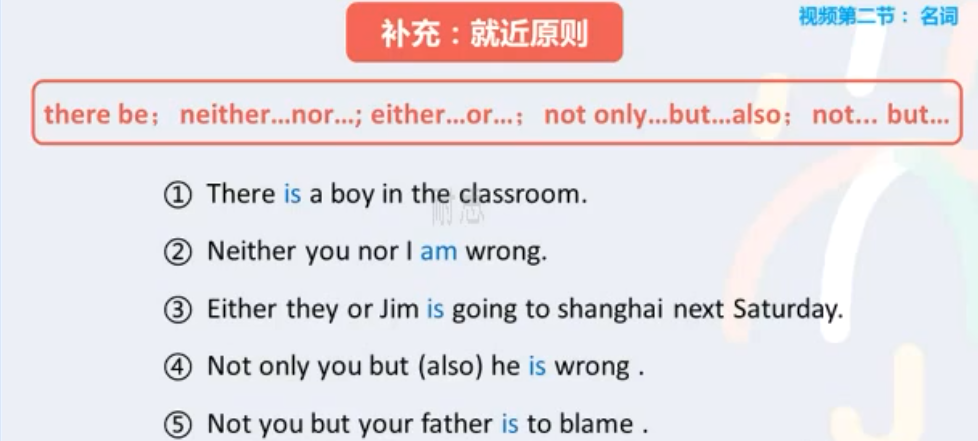 视频第二节：名词
补充：就近原则
there be; neither...nor...; either...or...; not only...but...also; not... but...
① There is a boy in the classroom.
② Neither you nor I am wrong.
③ Either they or Jim is going to shanghai next Saturday.
④ Not only you but (also) he is wrong .
⑤ Not you but your father is to blame .